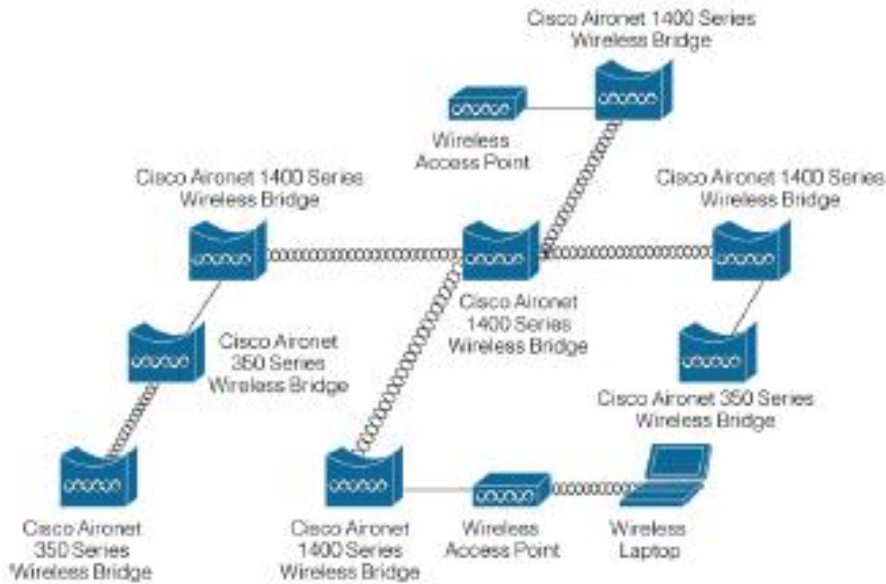 Cisco Aironet 1400 Series
Wireless Bridge
Wireless
Access Point
Cisco Aironet 1400 Series
Wireless Bridge
Cisco Aironet 1400 Series
Wireless Bridge
Cisco Aironet
1400 Series
Wireless Bridge
Cisco Aironet
350 Series
Wireless Bridge
Cisco Aironet 350 Series
Wireless Bridge
Cisco Aironet
350 Series
Wireless Bridge
Cisco Aironet
1400 Series
Wireless Bridge
Wireless
Access Point
Wireless
Laptop